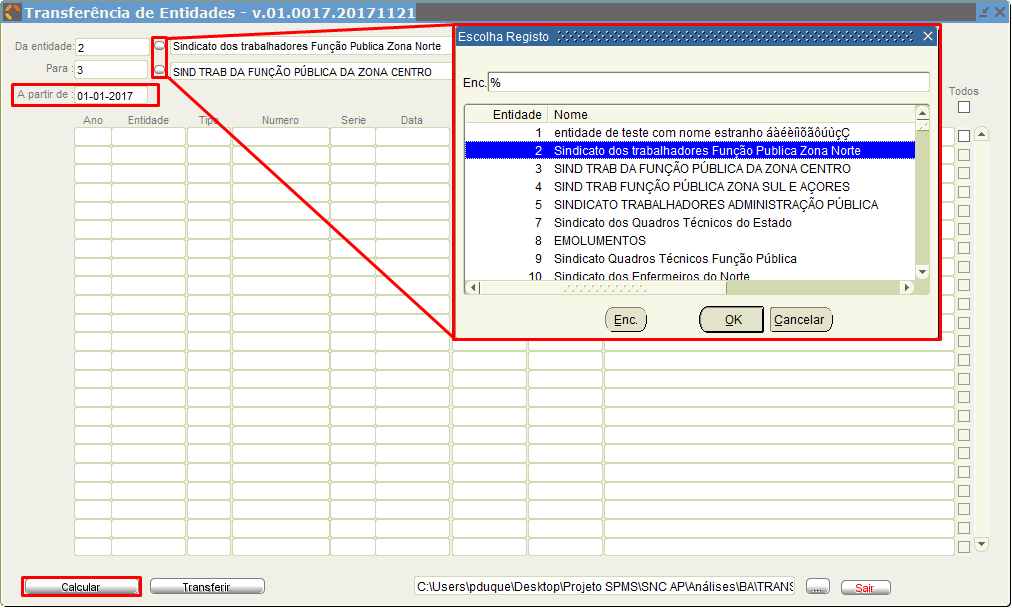 Transferência de Entidades - v.01.0017.20171121
Da entidade: 2 Sindicato dos trabalhadores Função Publica Zona Norte
Para : 3 SIND TRAB DA FUNÇÃO PÚBLICA DA ZONA CENTRO
A partir de : 01-01-2017
Todos
Ano Entidade Tipo Numero Serie Data
Escolha Registo
Enc. %
Entidade Nome
1 entidade de teste com nome estranho áàéèíìõãôúùçÇ
2 Sindicato dos trabalhadores Função Publica Zona Norte
3 SIND TRAB DA FUNÇÃO PÚBLICA DA ZONA CENTRO
4 SIND TRAB FUNÇÃO PÚBLICA ZONA SUL E AÇORES
5 SINDICATO TRABALHADORES ADMINISTRAÇÃO PÚBLICA
7 Sindicato dos Quadros Técnicos do Estado
8 EMOLUMENTOS
9 Sindicato Quadros Técnicos Função Pública
10 Sindicato dos Enfermeiros do Norte
Enc. OK Cancelar
Calcular Transferir C:\Users\pduque\Desktop\Projeto SPMS\SNC AP\Análises\BA\TRANS ... Sair